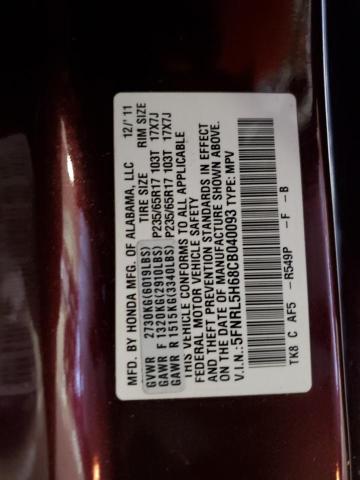 MFD. BY HONDA MFG. OF ALABAMA, LLC 12/'11
TIRE SIZE RIM SIZE
GVWR 2730KG(6019LBS)
GAWR F 1320KG(2910LBS) P235/65R17 103T 17X7J
GAWR R 1515KG(3340LBS) P235/65R17 103T 17X7J
THIS VEHICLE CONFORMS TO ALL APPLICABLE
FEDERAL MOTOR VEHICLE SAFETY
AND THEFT PREVENTION STANDARDS IN EFFECT
ON THE DATE OF MANUFACTURE SHOWN ABOVE.
V.I.N.: 5FNRL5H68CB040093 TYPE: MPV
TK8 C AF5 -R549P -F -B